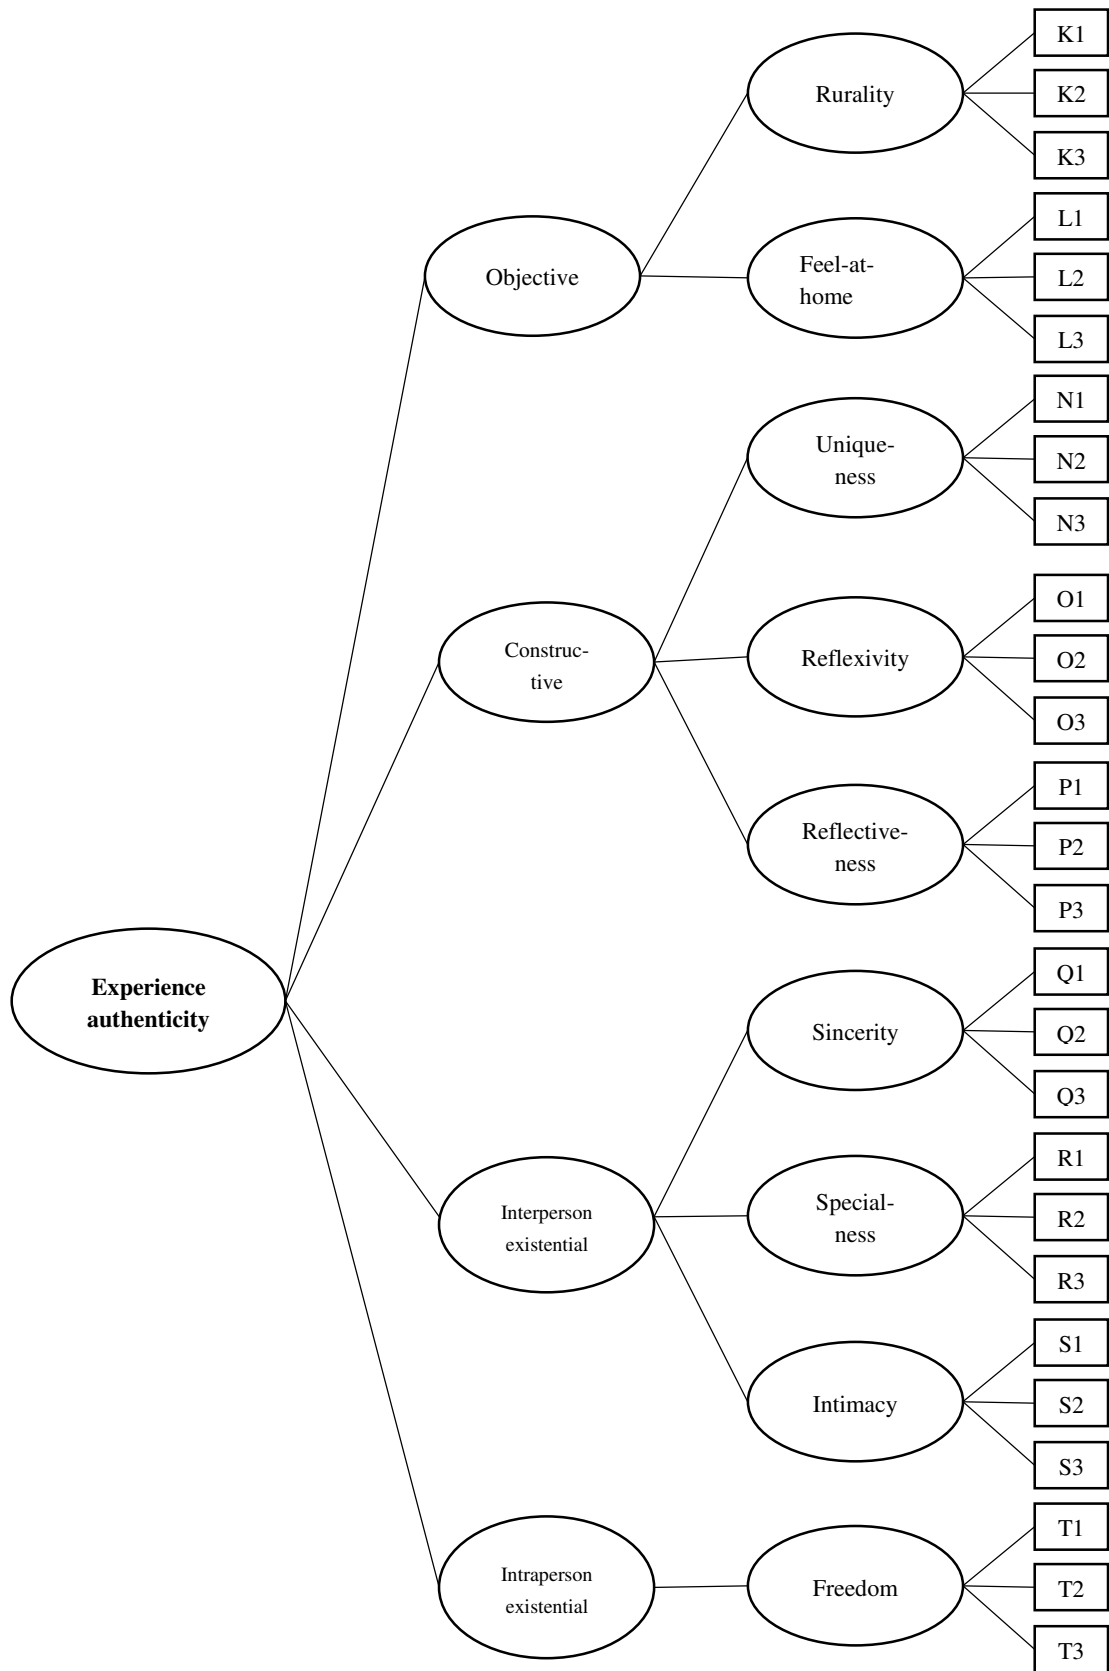 K1
Rurality
K2
K3
L1
Objective
Feel-at-
home
L2
L3
N1
Unique-
ness
N2
N3
O1
Construc-
tive
Reflexivity
O2
O3
P1
Reflective-
ness
P2
P3
Experience
authenticity
Q1
Sincerity
Q2
Q3
R1
Interperson
existential
Special-
ness
R2
R3
S1
Intimacy
S2
S3
T1
Intraperson
existential
Freedom
T2
T3